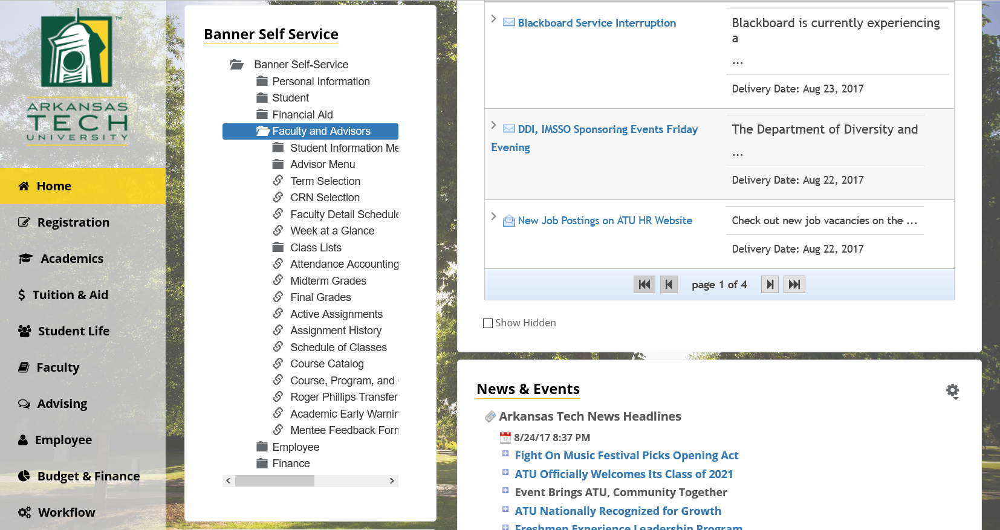 TM
ARKANSAS
TECH
UNIVERSITY
Home
Registration
Academics
Tuition & Aid
Student Life
Faculty
Advising
Employee
Budget & Finance
Workflow
Banner Self Service
Banner Self-Service
Personal Information
Student
Financial Aid
Faculty and Advisors
Student Information Me
Advisor Menu
Term Selection
CRN Selection
Faculty Detail Schedule
Week at a Glance
Class Lists
Attendance Accounting
Midterm Grades
Final Grades
Active Assignments
Assignment History
Schedule of Classes
Course Catalog
Course, Program, and
Roger Phillips Transfer
Academic Early Warnin
Mentee Feedback Form
Employee
Finance
Blackboard Service Interruption
Blackboard is currently experiencing
a
...
Delivery Date: Aug 23, 2017
DDI, IMSSO Sponsoring Events Friday
Evening
The Department of Diversity and
...
Delivery Date: Aug 22, 2017
New Job Postings on ATU HR Website
Check out new job vacancies on the ...
Delivery Date: Aug 22, 2017
page 1 of 4
Show Hidden
News & Events
Arkansas Tech News Headlines
8/24/17 8:37 PM
Fight On Music Festival Picks Opening Act
ATU Officially Welcomes Its Class of 2021
Event Brings ATU, Community Together
ATU Nationally Recognized for Growth
Freshmen Experience Leadership Program